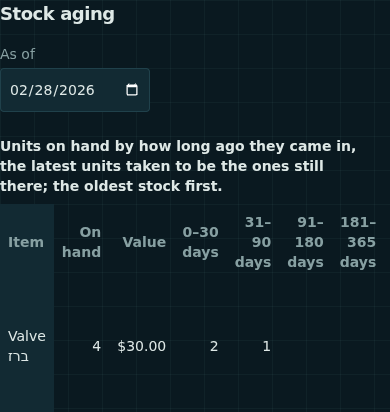 Stock aging
As of
02/28/2026
Units on hand by how long ago they came in,
the latest units taken to be the ones still
there; the oldest stock first.
Item On hand Value 0–30 days 31–90 days 91–180 days 181–365 days
Valve ברז 4 $30.00 2 1